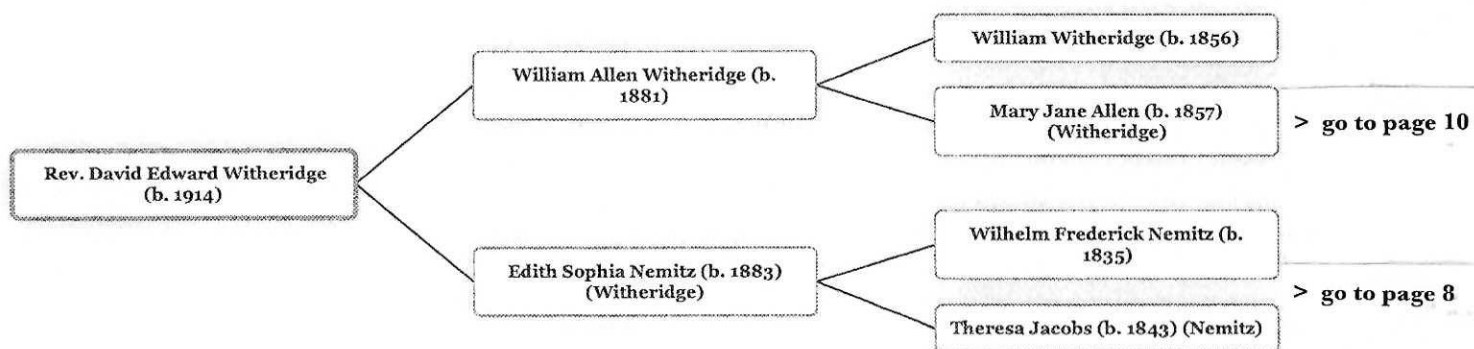 William Witheridge (b. 1856)
William Allen Witheridge (b.
1881)
Mary Jane Allen (b. 1857)
(Witheridge)
> go to page 10
Rev. David Edward Witheridge
(b. 1914)
Wilhelm Frederick Nemitz (b.
1835)
Edith Sophia Nemitz (b. 1883)
(Witheridge)
> go to page 8
Theresa Jacobs (b. 1843) (Nemitz)